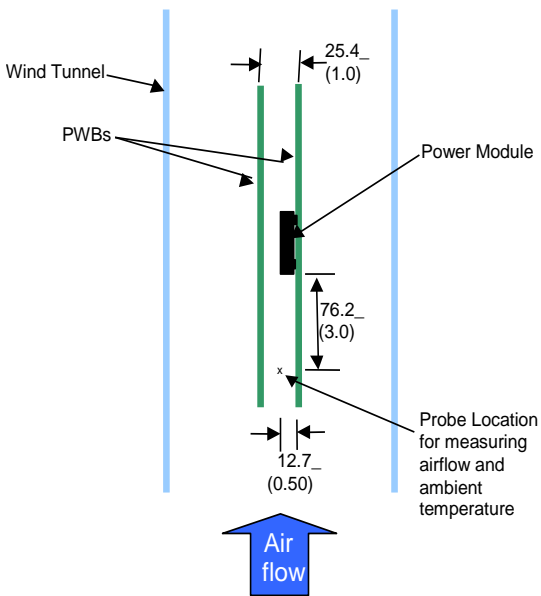 25.4_
(1.0)
Wind Tunnel
PWBs
Power Module
76.2_
(3.0)
x
Probe Location
for measuring
airflow and
ambient
temperature
12.7_
(0.50)
Air
flow